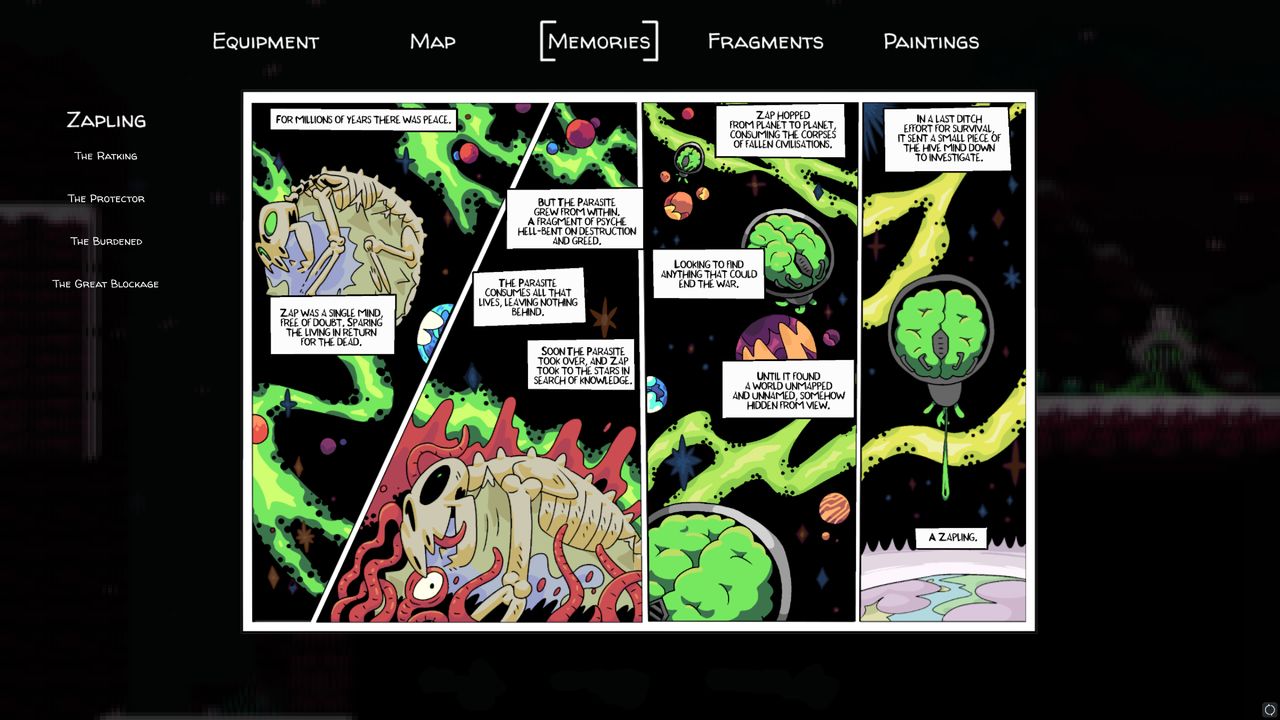 Equipment
Map
Memories
Fragments
Paintings
Zapling
The Ratking
The Protector
The Burdened
The Great Blockage
For millions of years there was peace.
Zap was a single mind,
free of doubt. Sparing
the living in return
for the dead.
But The Parasite
grew from within.
A fragment of psyche
hell-bent on destruction
and greed.
The Parasite
consumes all that
lives, leaving nothing
behind.
Soon The Parasite
took over, and Zap
took to the stars in
search of knowledge.
Zap hopped
from planet to planet,
consuming the corpses
of fallen civilisations.
Looking to find
anything that could
end the war.
Until it found
a world unmapped
and unnamed, somehow
hidden from view.
In a last ditch
effort for survival,
it sent a small piece of
the hive mind down
to investigate.
A Zapling.